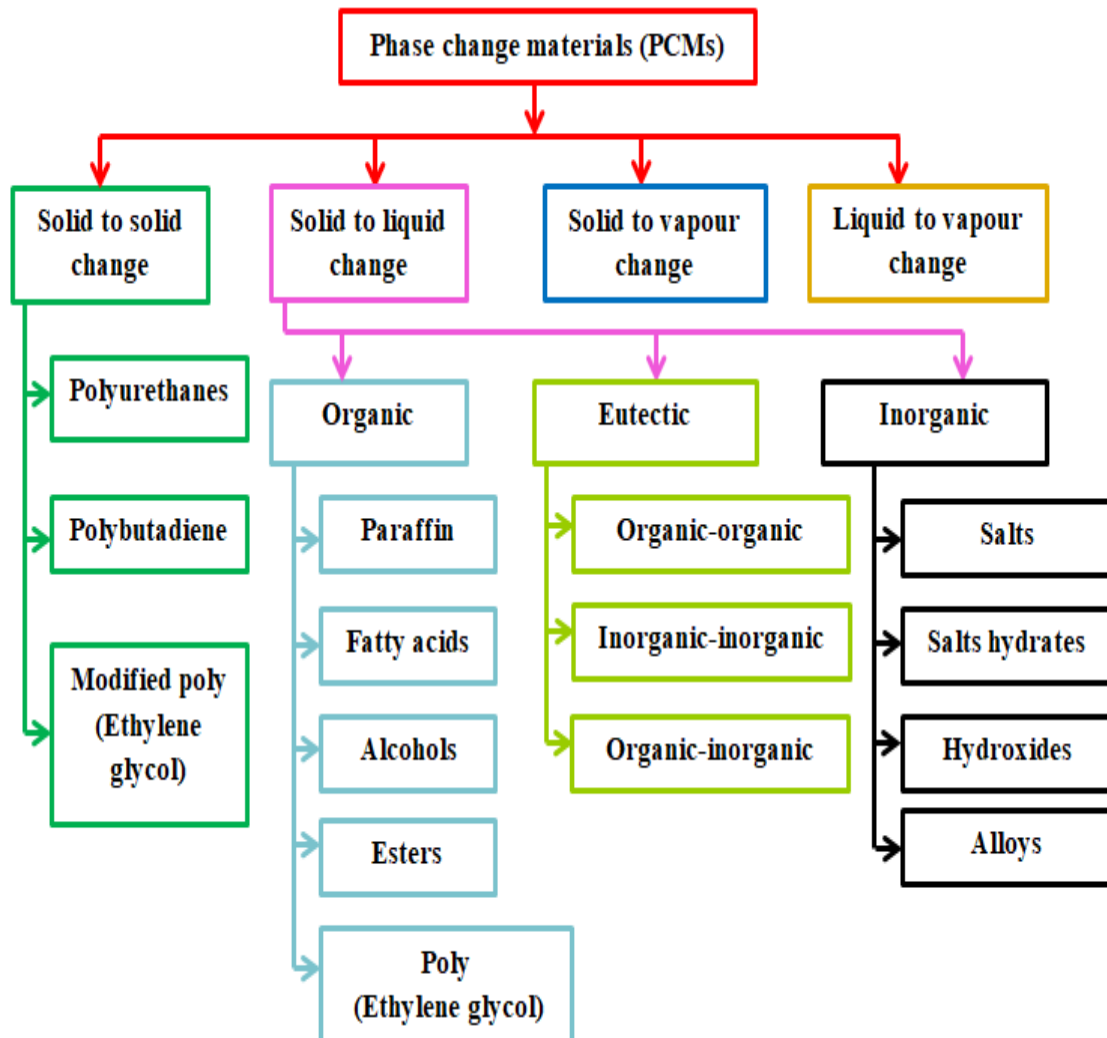 Phase change materials (PCMs)
Solid to solid
change
Solid to liquid
change
Solid to vapour
change
Liquid to vapour
change
Polyurethanes
Polybutadiene
Modified poly
(Ethylene
glycol)
Organic
Paraffin
Fatty acids
Alcohols
Esters
Poly
(Ethylene glycol)
Eutectic
Organic-organic
Inorganic-inorganic
Organic-inorganic
Inorganic
Salts
Salts hydrates
Hydroxides
Alloys